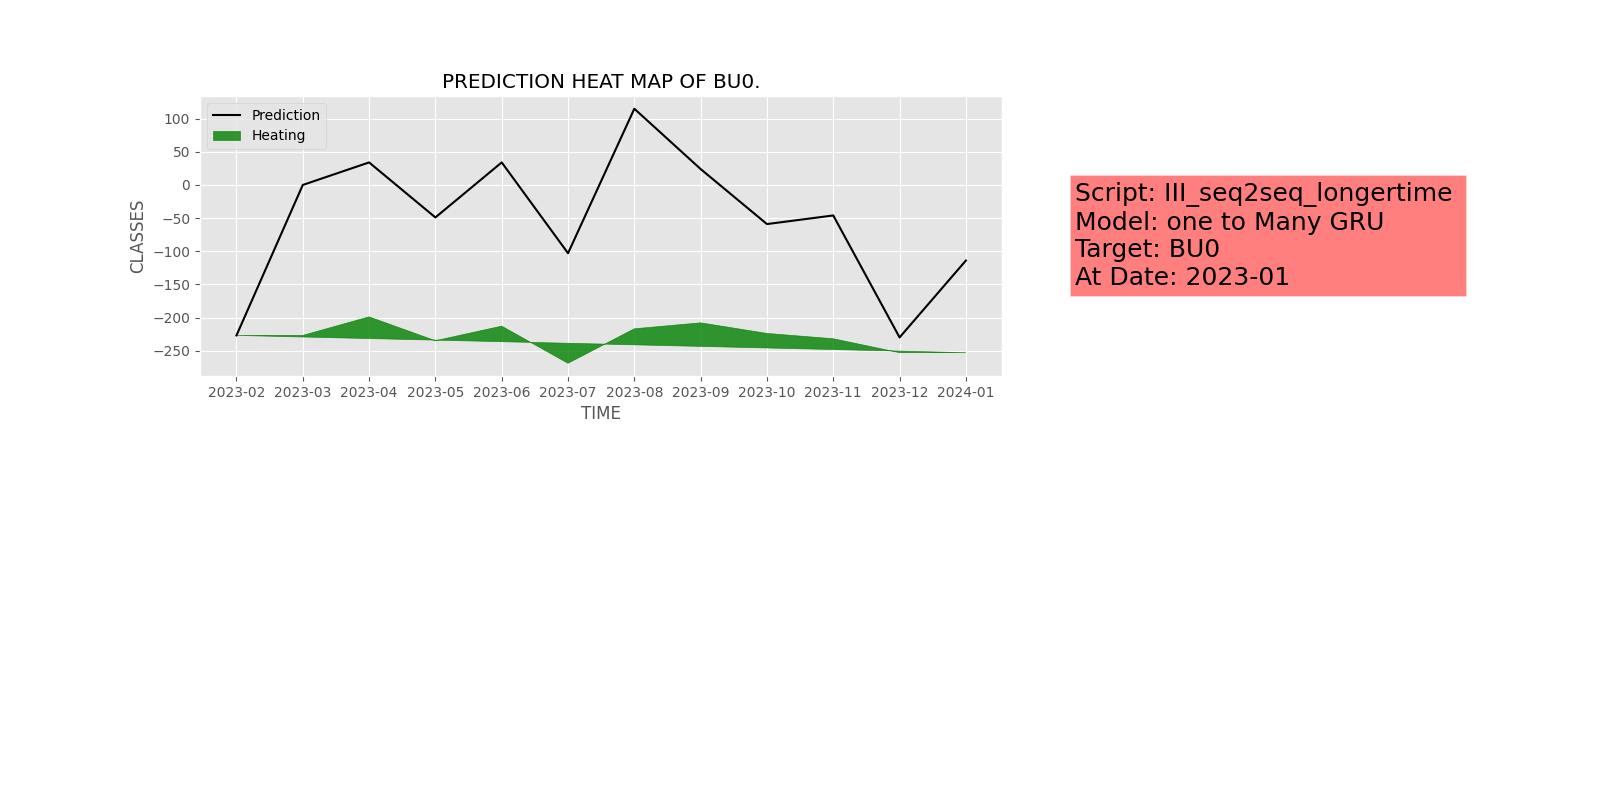 PREDICTION HEAT MAP OF BU0.
Prediction
Heating
CLASSES
100
50
0
−50
−100
−150
−200
−250
2023-02 2023-03 2023-04 2023-05 2023-06 2023-07 2023-08 2023-09 2023-10 2023-11 2023-12 2024-01
TIME
Script: III_seq2seq_longertime
Model: one to Many GRU
Target: BU0
At Date: 2023-01